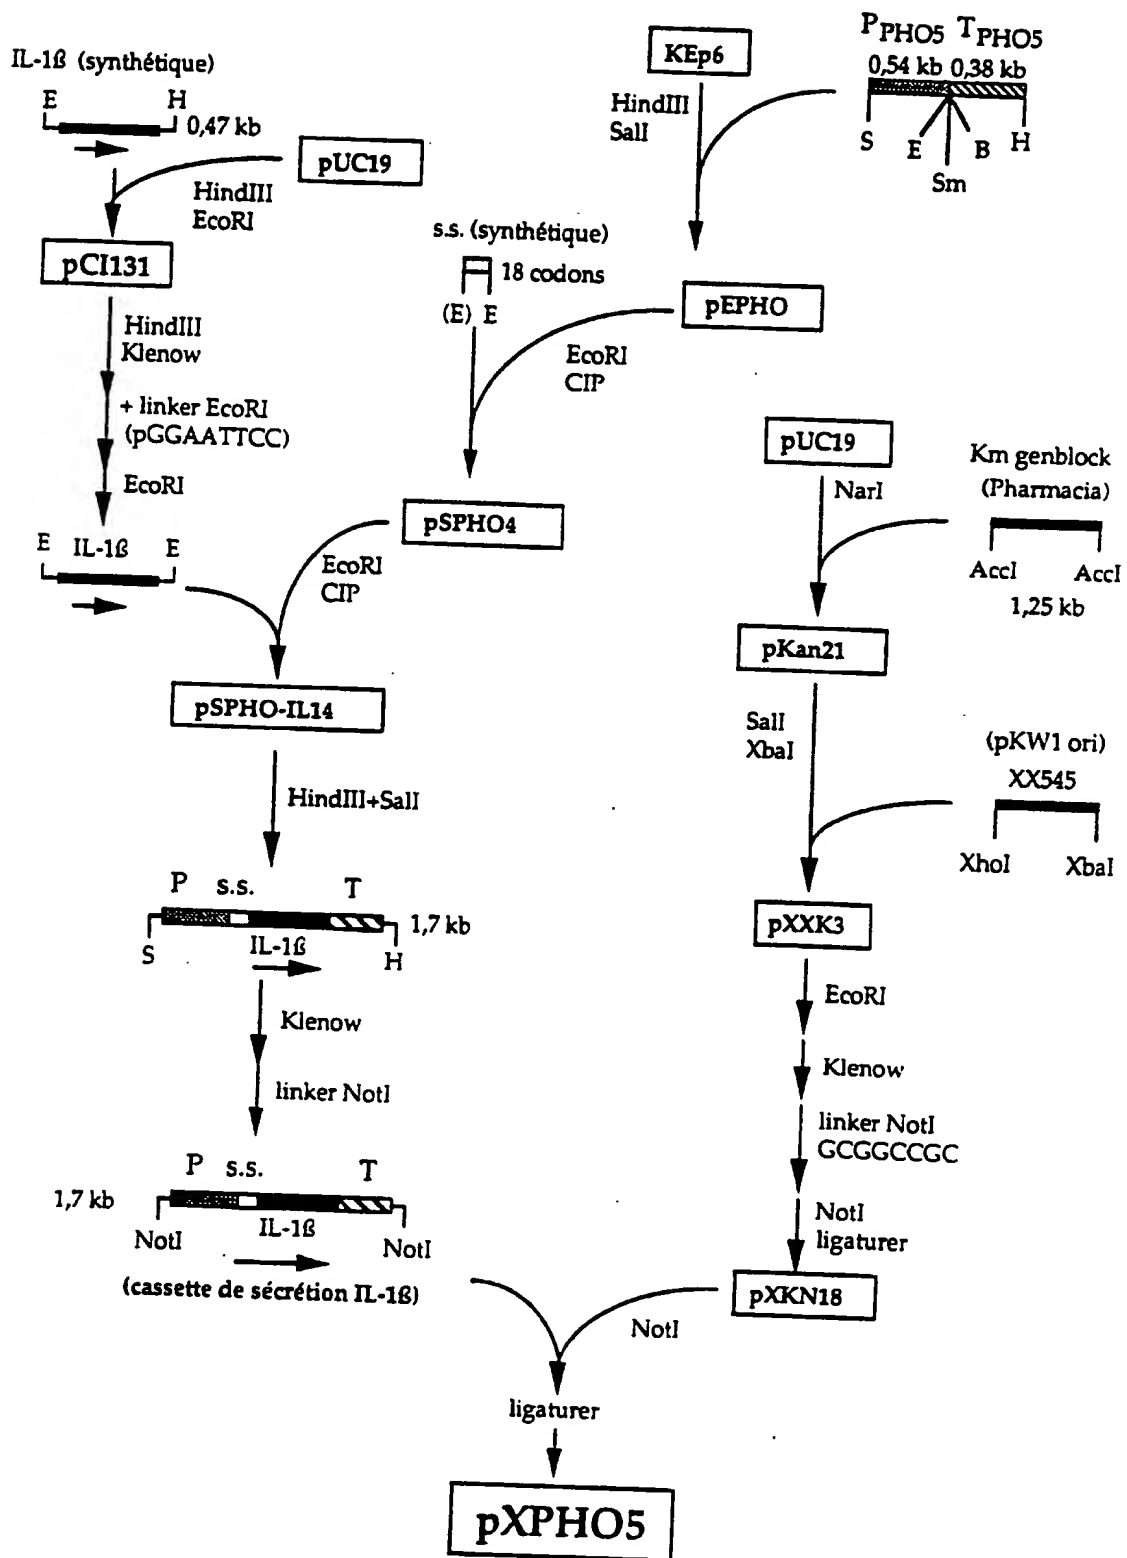 IL-1ß (synthétique)
E H
0,47 kb
pUC19
HindIII
EcoRI
pCI131
HindIII
Klenow
+ linker EcoRI
(pGGAATTCC)
EcoRI
E IL-1ß E
KEp6
HindIII
SalI
PPHO5 TPHO5
0,54 kb 0,38 kb
S E Sm B H
s.s. (synthétique)
18 codons
(E) E
pEPHO
EcoRI
CIP
pSPHO4
EcoRI
CIP
pSPHO-IL14
HindIII+SalI
P s.s. T
1,7 kb
S IL-1ß H
Klenow
linker NotI
P s.s. T
1,7 kb
NotI IL-1ß NotI
(cassette de sécrétion IL-1ß)
pUC19
NarI
Km genblock
(Pharmacia)
AccI AccI
1,25 kb
pKan21
SalI
XbaI
(pKW1 ori)
XX545
XhoI XbaI
pXXK3
EcoRI
Klenow
linker NotI
GCGGCCGC
NotI
ligaturer
pXKN18
NotI
ligaturer
pXPHO5